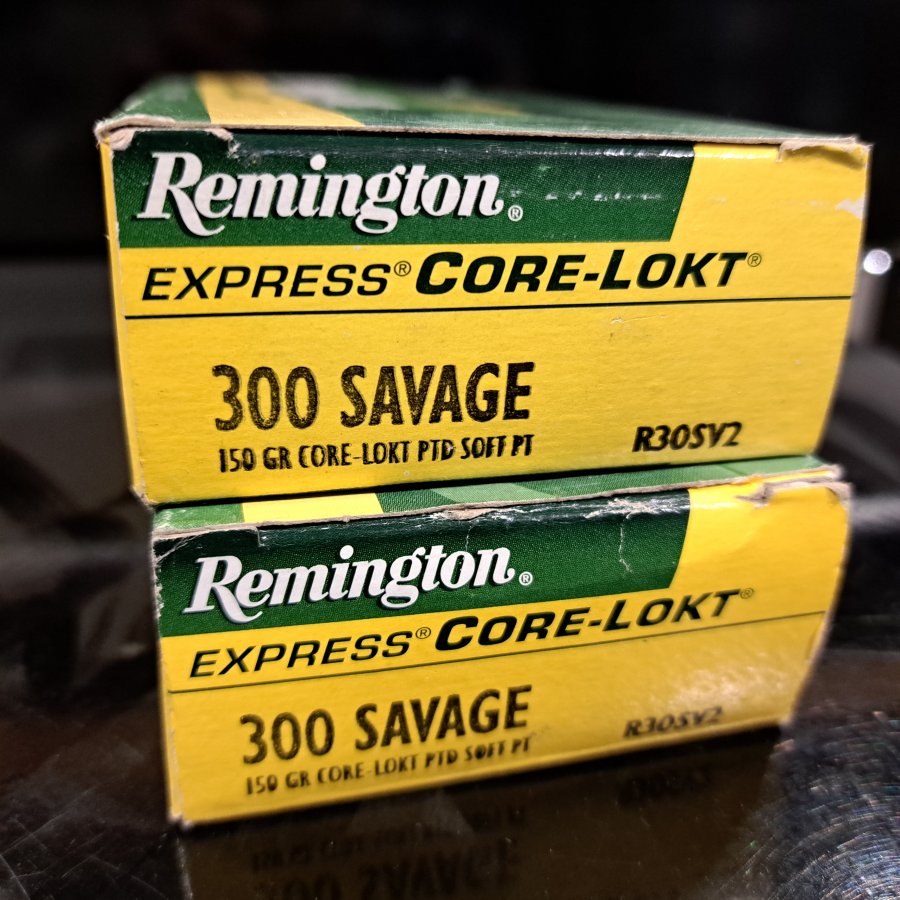 Remington®
EXPRESS® CORE-LOKT®
300 SAVAGE
150 GR CORE-LOKT PTD SOFT PT
R30SV2
Remington®
EXPRESS® CORE-LOKT®
300 SAVAGE
150 GR CORE-LOKT PTD SOFT PT
R30SV2